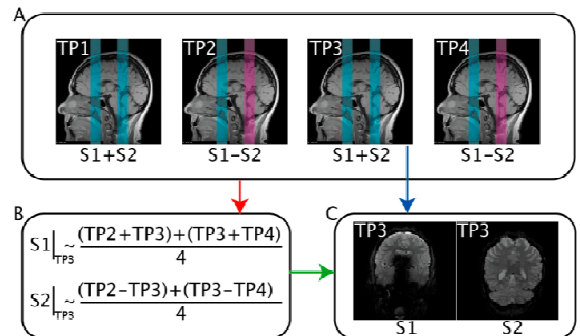 A
TP1 TP2 TP3 TP4
S1+S2 S1-S2 S1+S2 S1-S2
B
S1|TP3 ~ (TP2+TP3)+(TP3+TP4)
4
S2|TP3 ~ (TP2-TP3)+(TP3-TP4)
4
C
TP3 TP3
S1 S2